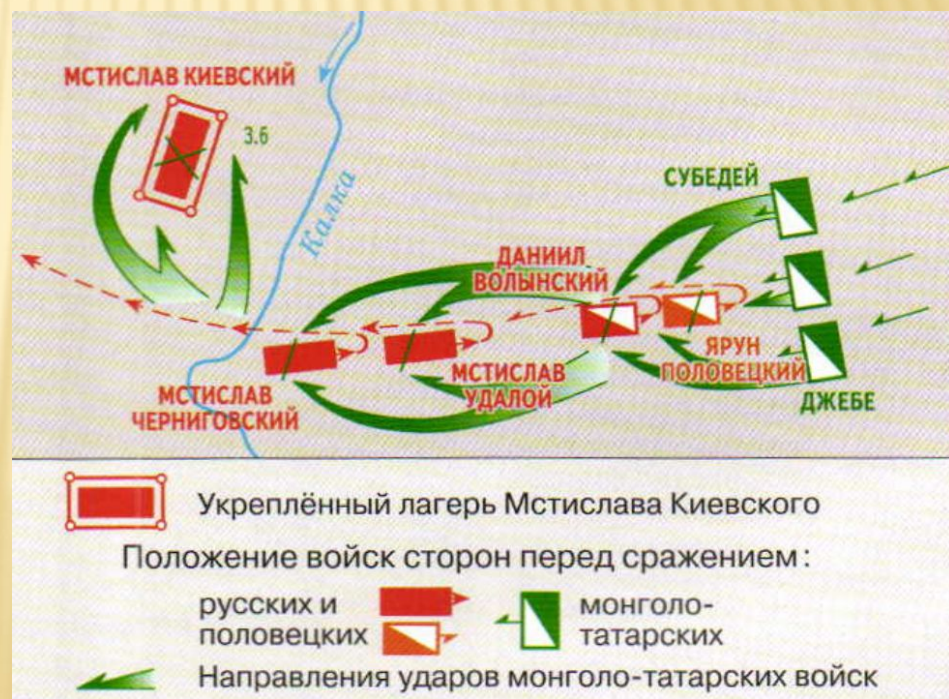 МСТИСЛАВ КИЕВСКИЙ
3.6
Калка
СУБЕДЕЙ
ДАНИИЛ
ВОЛЫНСКИЙ
ЯРУН
ПОЛОВЕЦКИЙ
МСТИСЛАВ
УДАЛОЙ
ДЖЕБЕ
МСТИСЛАВ
ЧЕРНИГОВСКИЙ
Укреплённый лагерь Мстислава Киевского
Положение войск сторон перед сражением:
русских и
половецких
монголо-
татарских
Направления ударов монголо-татарских войск